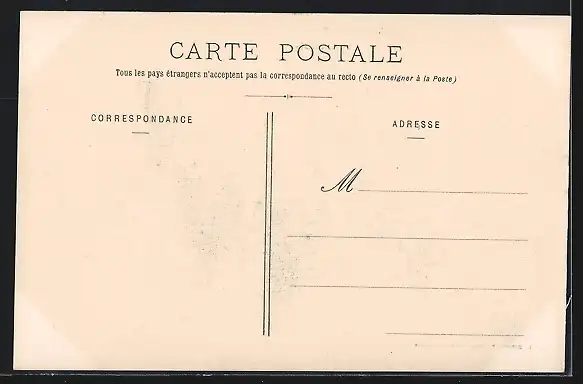 CARTE POSTALE
Tous les pays étrangers n'acceptent pas la correspondance au recto (Se renseigner à la Poste)
CORRESPONDANCE
ADRESSE
M